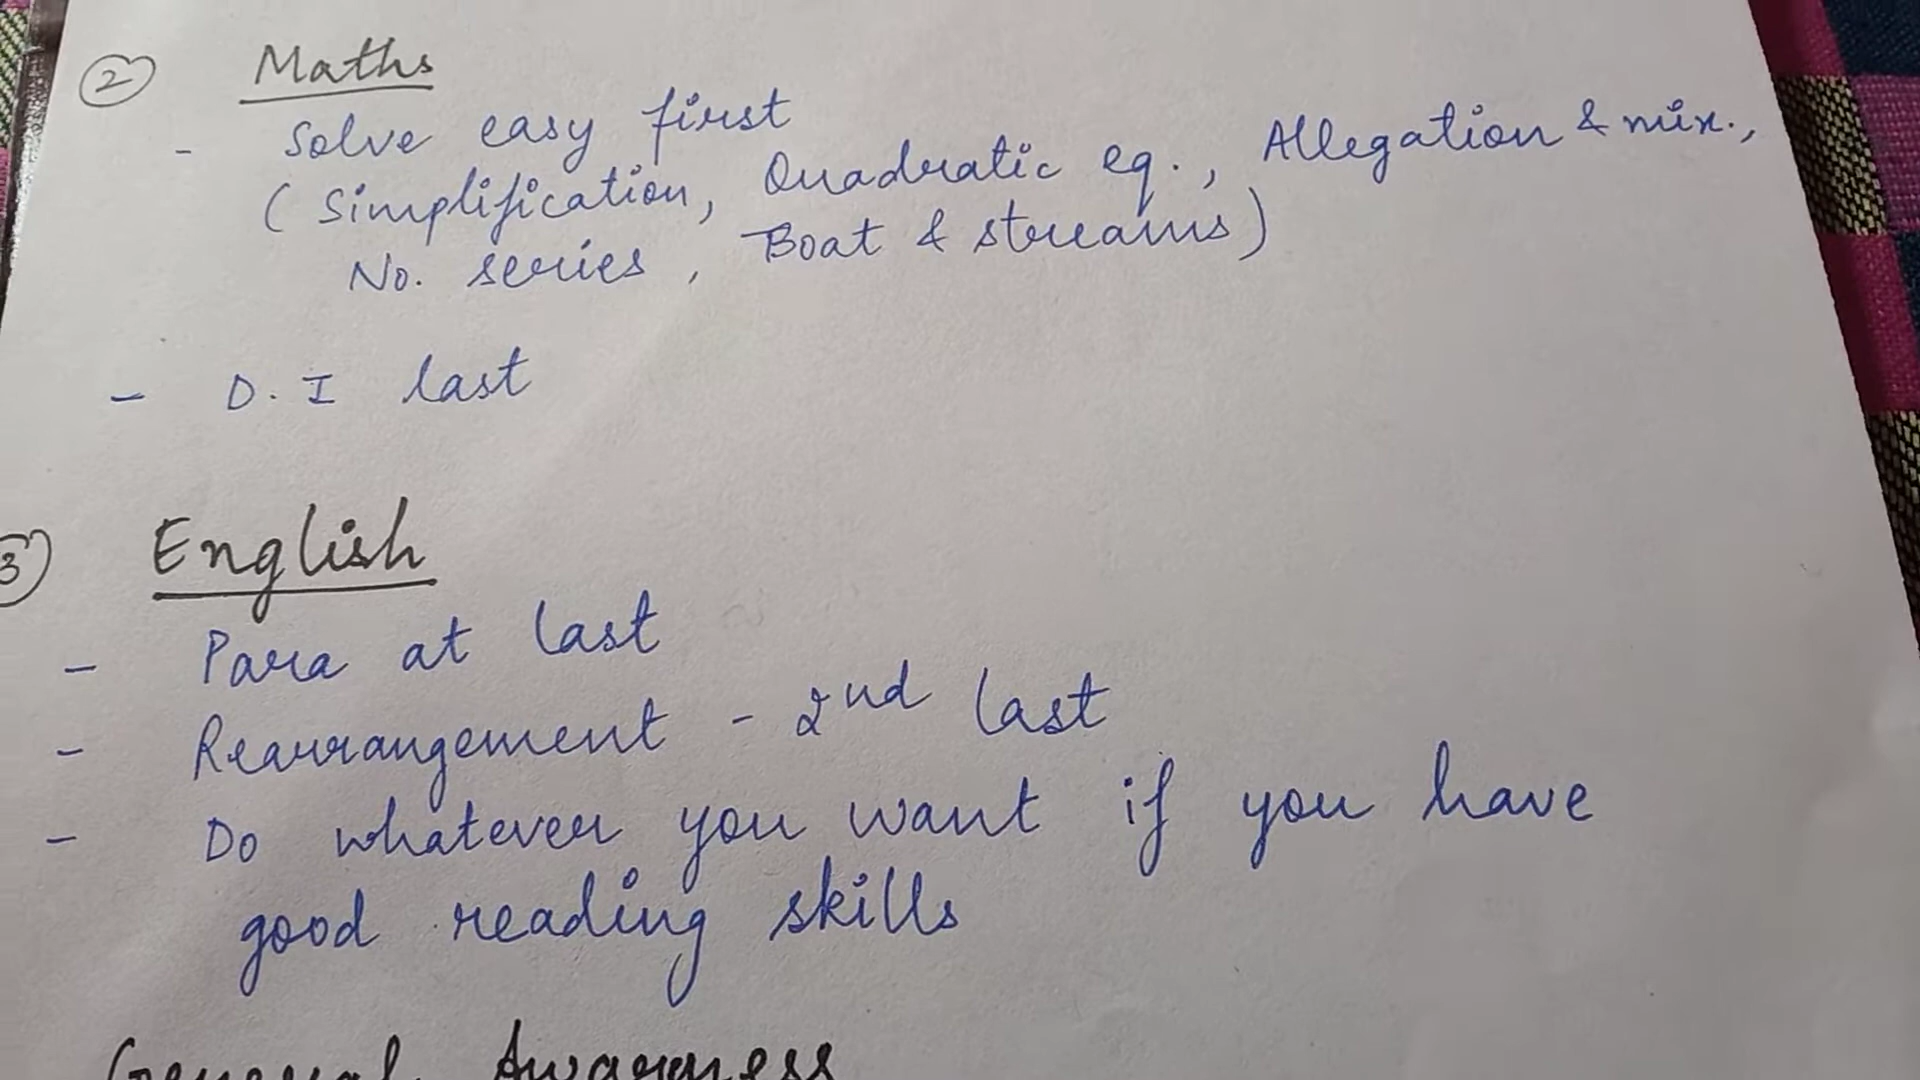 2 Maths
- Solve easy first
( Simplification, Quadratic eq., Allegation & mix.,
No. series, Boat & streams)
- D. I last
3 English
- Para at last
- Rearrangement - 2nd last
- Do whatever you want if you have
good reading skills
General Awareness